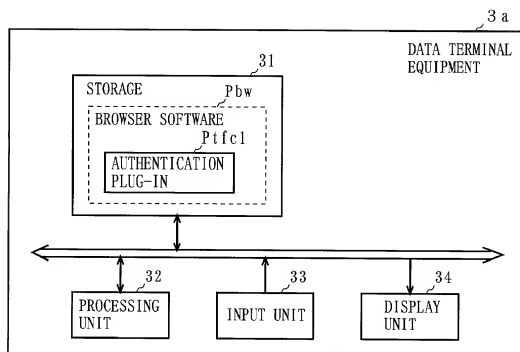 3a
DATA TERMINAL
EQUIPMENT
31
STORAGE
Pbw
BROWSER SOFTWARE
Ptfc1
AUTHENTICATION
PLUG-IN
32
PROCESSING
UNIT
33
INPUT UNIT
34
DISPLAY
UNIT